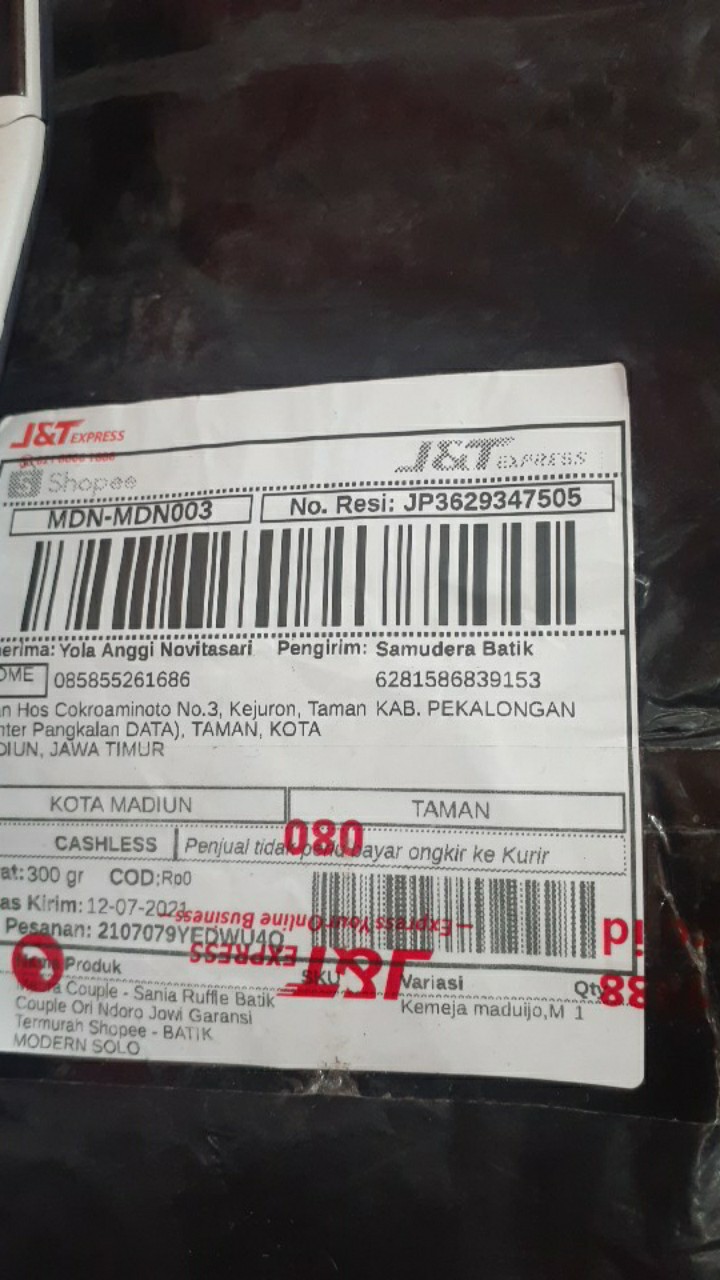 J&T EXPRESS
J&T EXPRESS
Shopee
MDN-MDN003 No. Resi: JP3629347505
erima: Yola Anggi Novitasari Pengirim: Samudera Batik
OME 085855261686 6281586839153
n Hos Cokroaminoto No.3, Kejuron, Taman KAB. PEKALONGAN
nter Pangkalan DATA), TAMAN, KOTA
DIUN, JAWA TIMUR
KOTA MADIUN TAMAN
080
CASHLESS Penjual tidak perlu bayar ongkir ke Kurir
at: 300 gr COD:Rp0
as Kirim: 12-07-2021
Express Your Online Business
Pesanan: 2107079YEDWU4Q
J&T EXPRESS
Produk SKU Variasi Qty
Couple - Sania Ruffle Batik Kemeja maduijo,M 1
Couple Ori Ndoro Jowi Garansi
Termurah Shopee - BATIK
MODERN SOLO